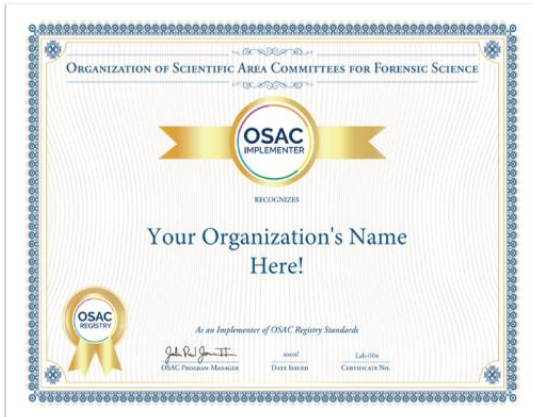 ORGANIZATION OF SCIENTIFIC AREA COMMITTEES FOR FORENSIC SCIENCE
OSAC
IMPLEMENTER
RECOGNIZES
Your Organization's Name
Here!
OSAC
REGISTRY
As an Implementer of OSAC Registry Standards
OSAC PROGRAM MANAGER
DATE ISSUED
Lab-00x
CERTIFICATE NO.